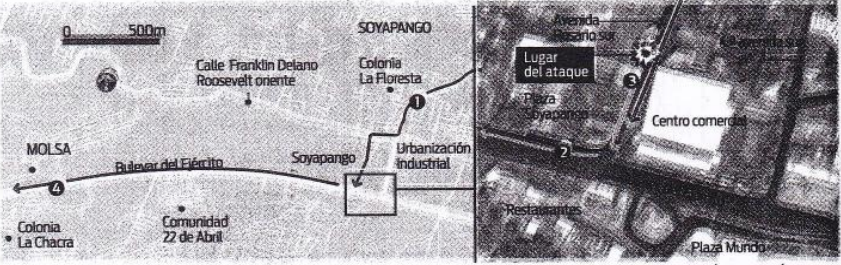 0 500m
SOYAPANGO
Calle Franklin Delano
Roosevelt oriente
Colonia
La Floresta
1
MOLSA
Bulevar del Ejército
Soyapango
Urbanización
Industrial
4
Colonia
La Chacra
Comunidad
22 de Abril
Avenida
Rosario sur
Lugar
del ataque
3
Plaza
Soyapango
Centro comercial
2
Restaurantes
Plaza Mundo